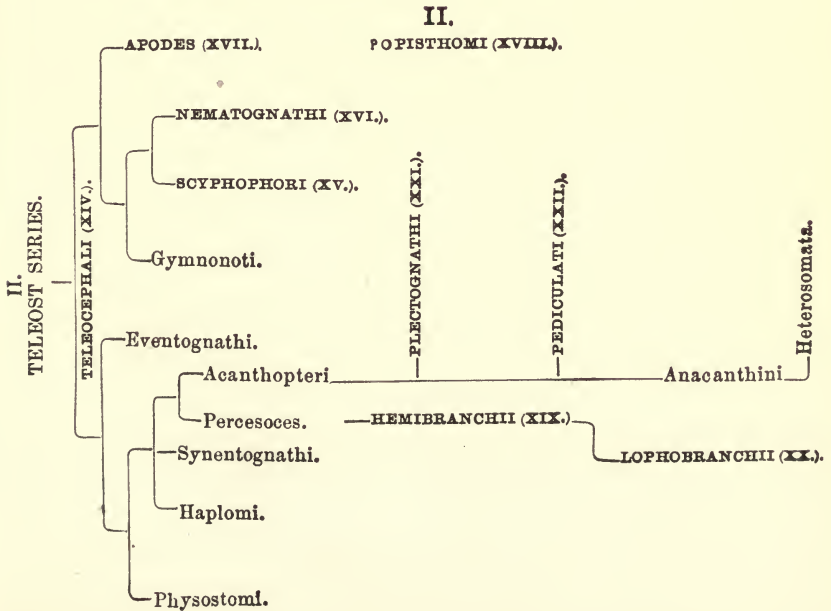 II.
APODES (XVII.). POPISTHOMI (XVIII.).
NEMATOGNATHI (XVI.).
SCYPHOPHORI (XV.).
Gymnonoti.
II.
TELEOST SERIES.
TELEOCEPHALI (XIV.).
PLECTOGNATHI (XXI.).
PEDICULATI (XXII.).
Heterosomata.
Eventognathi.
Acanthopteri Anacanthini
Percesoces. HEMIBRANCHII (XIX.)
Synentognathi. LOPHOBRANCHII (XX.).
Haplomi.
Physostomi.